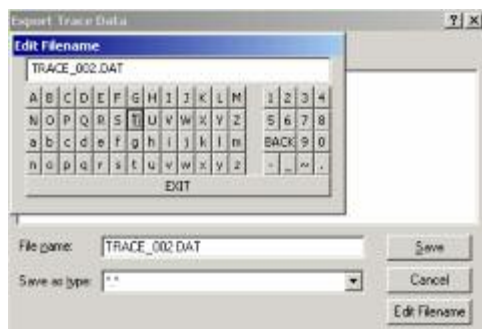 Export Trace Data ? X
Edit Filename
TRACE_002.DAT
A B C D E F G H I J K L M 1 2 3 4
N O P Q R S T U V W X Y Z 5 6 7 8
a b c d e f g h i j k l m BACK 9 0
n o p q r s t u v w x y z - _ ~ .
EXIT
File name: TRACE_002.DAT Save
Save as type: *.* Cancel
Edit Filename